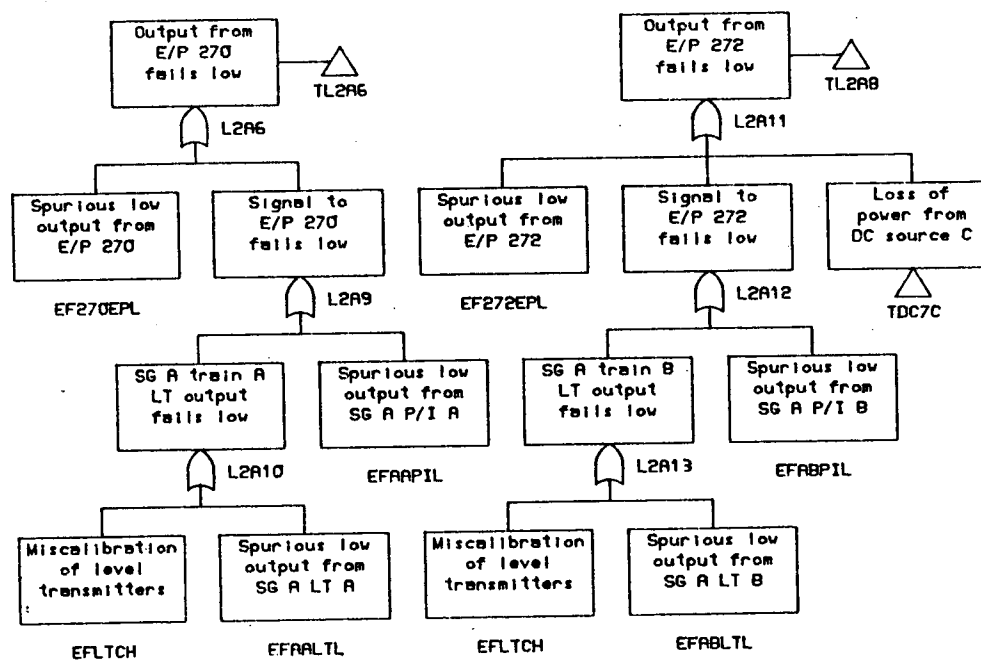 Output from
E/P 270
fails low
TL2A6
L2A6
Spurious low
output from
E/P 270
EF270EPL
Signal to
E/P 270
fails low
L2A9
SG A train A
LT output
fails low
L2A10
Spurious low
output from
SG A P/I A
EFAAPIL
Miscalibration
of level
transmitters
EFLTCH
Spurious low
output from
SG A LT A
EFAALTL
Output from
E/P 272
fails low
TL2A8
L2A11
Spurious low
output from
E/P 272
EF272EPL
Signal to
E/P 272
fails low
L2A12
Loss of
power from
DC source C
TDC7C
SG A train B
LT output
fails low
L2A13
Spurious low
output from
SG A P/I B
EFABPIL
Miscalibration
of level
transmitters
EFLTCH
Spurious low
output from
SG A LT B
EFABLTL